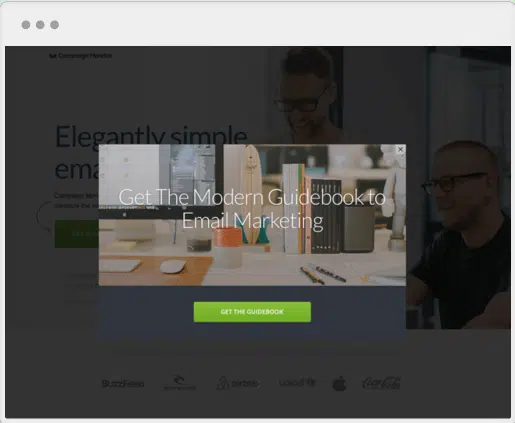 Campaign Monitor
Elegantly simple
ema
Get The Modern Guidebook to
Email Marketing
GET THE GUIDEBOOK
BuzzFeed
airbnb
unicef
Coca-Cola